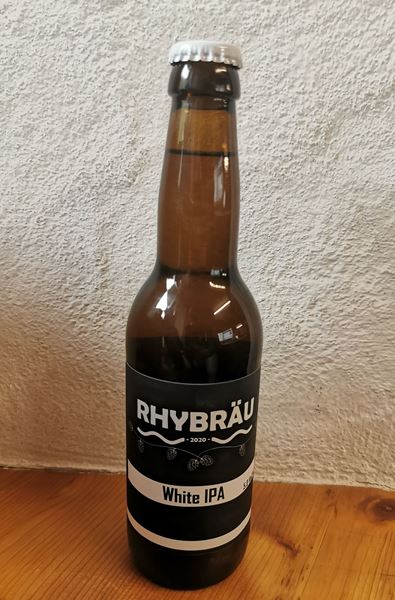 RHYBRÄU
- 2020 -
White IPA